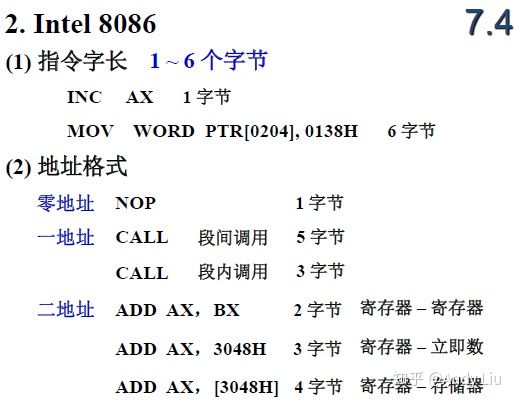 2. Intel 8086 7.4
(1) 指令字长 1 ~ 6 个字节
INC AX 1 字节
MOV WORD PTR[0204], 0138H 6 字节
(2) 地址格式
零地址 NOP 1 字节
一地址 CALL 段间调用 5 字节
CALL 段内调用 3 字节
二地址 ADD AX，BX 2 字节 寄存器 – 寄存器
ADD AX，3048H 3 字节 寄存器 – 立即数
ADD AX，[3048H] 4 字节 寄存器 – 存储器
知乎 Liu